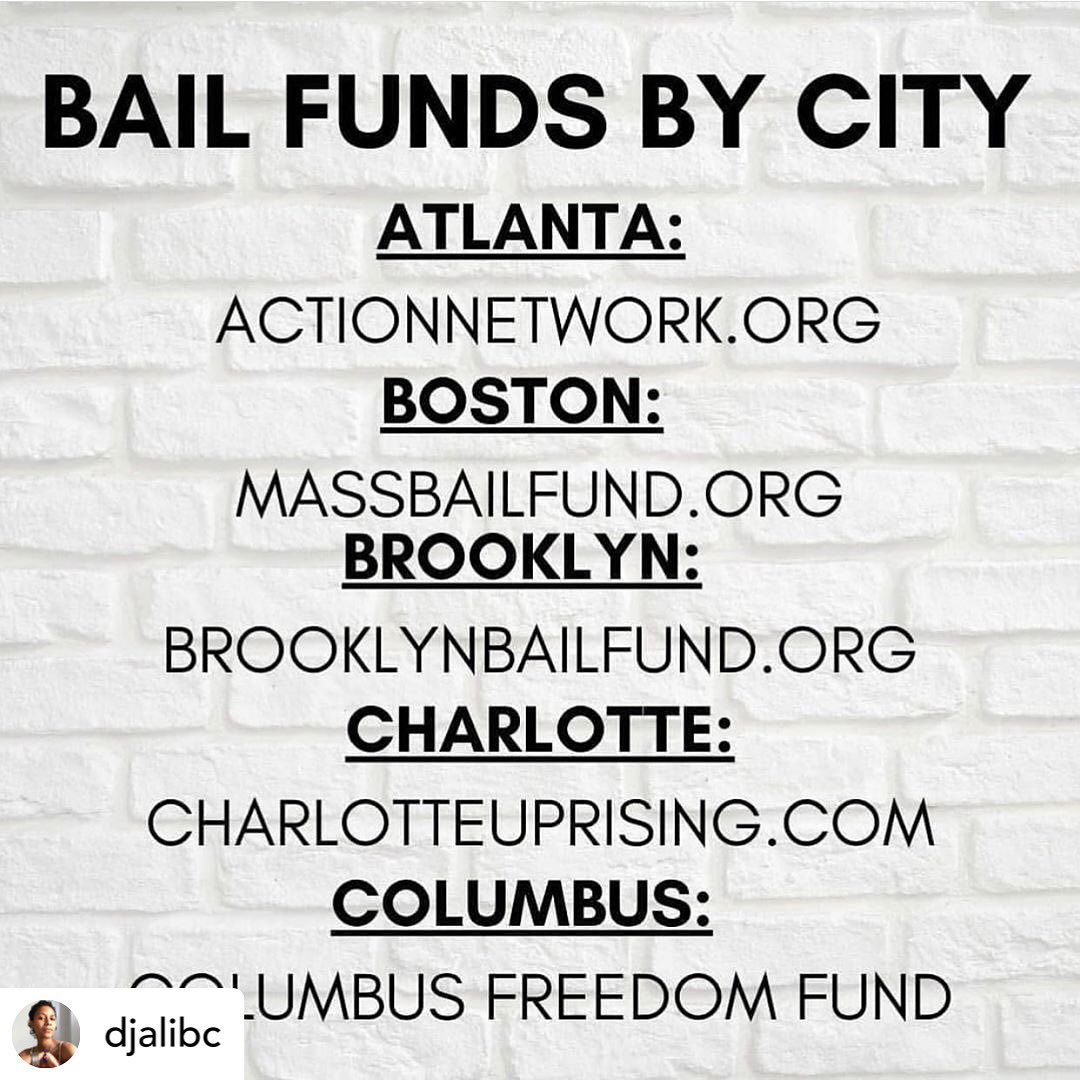 BAIL FUNDS BY CITY
ATLANTA:
ACTIONNETWORK.ORG
BOSTON:
MASSBAILFUND.ORG
BROOKLYN:
BROOKLYNBAILFUND.ORG
CHARLOTTE:
CHARLOTTEUPRISING.COM
COLUMBUS:
COLUMBUS FREEDOM FUND
djalibc